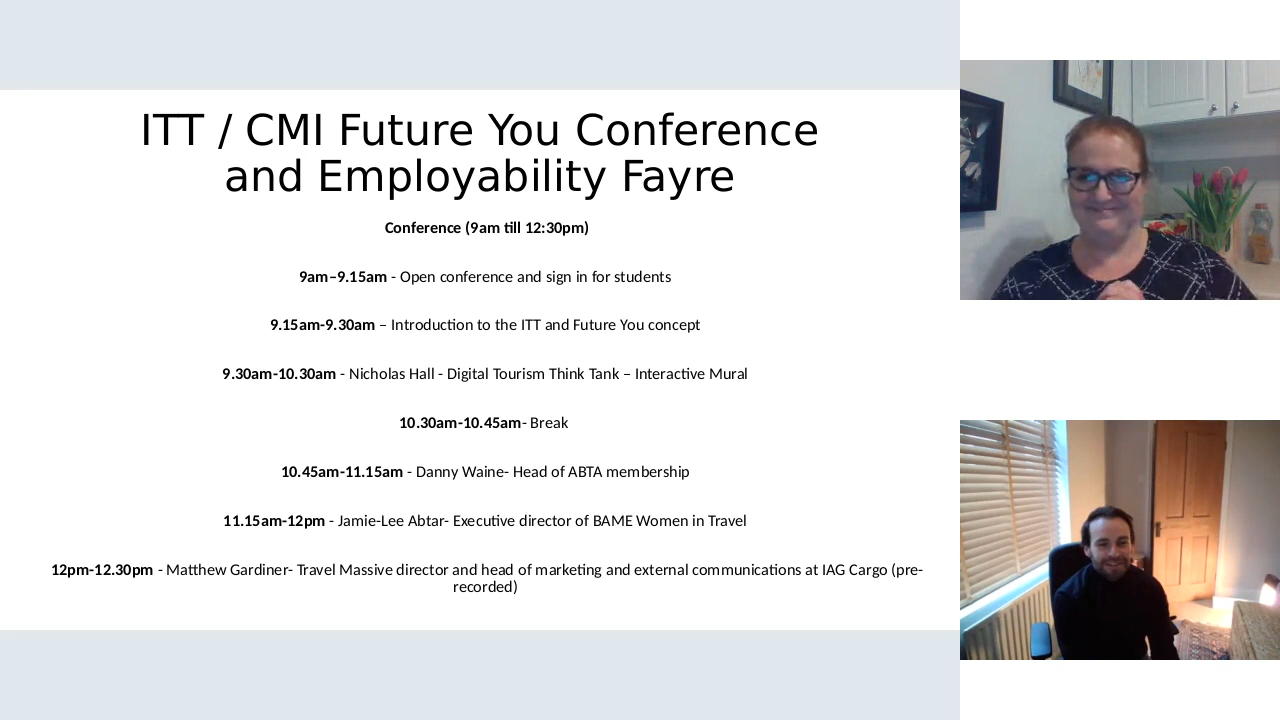 ITT / CMI Future You Conference
and Employability Fayre
Conference (9am till 12:30pm)
9am–9.15am - Open conference and sign in for students
9.15am-9.30am – Introduction to the ITT and Future You concept
9.30am-10.30am - Nicholas Hall - Digital Tourism Think Tank – Interactive Mural
10.30am-10.45am- Break
10.45am-11.15am - Danny Waine- Head of ABTA membership
11.15am-12pm - Jamie-Lee Abtar- Executive director of BAME Women in Travel
12pm-12.30pm - Matthew Gardiner- Travel Massive director and head of marketing and external communications at IAG Cargo (pre-
recorded)